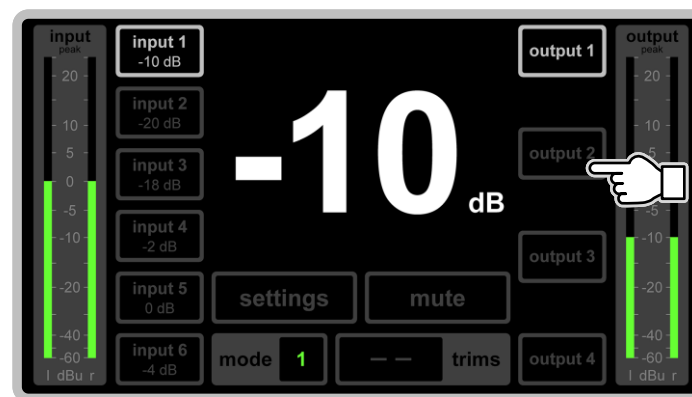 input
peak
20
10
5
0
-5
-10
-20
-40
-60
l dBu r
input 1
-10 dB
input 2
-20 dB
input 3
-18 dB
input 4
-2 dB
input 5
0 dB
input 6
-4 dB
-10 dB
settings
mute
mode 1
– – trims
output 1
output 2
output 3
output 4
output
peak
20
10
5
-5
-10
-20
-40
-60
l dBu r